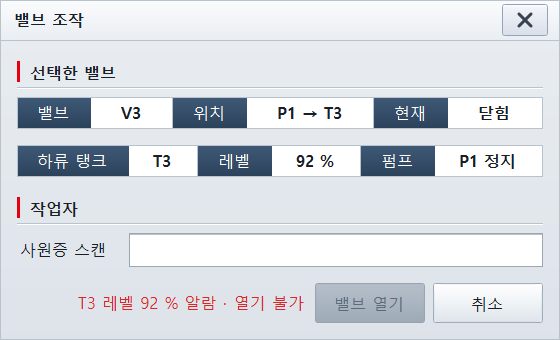 밸브 조작
선택한 밸브
밸브 V3 위치 P1 → T3 현재 닫힘
하류 탱크 T3 레벨 92 % 펌프 P1 정지
작업자
사원증 스캔
T3 레벨 92 % 알람 · 열기 불가 밸브 열기 취소